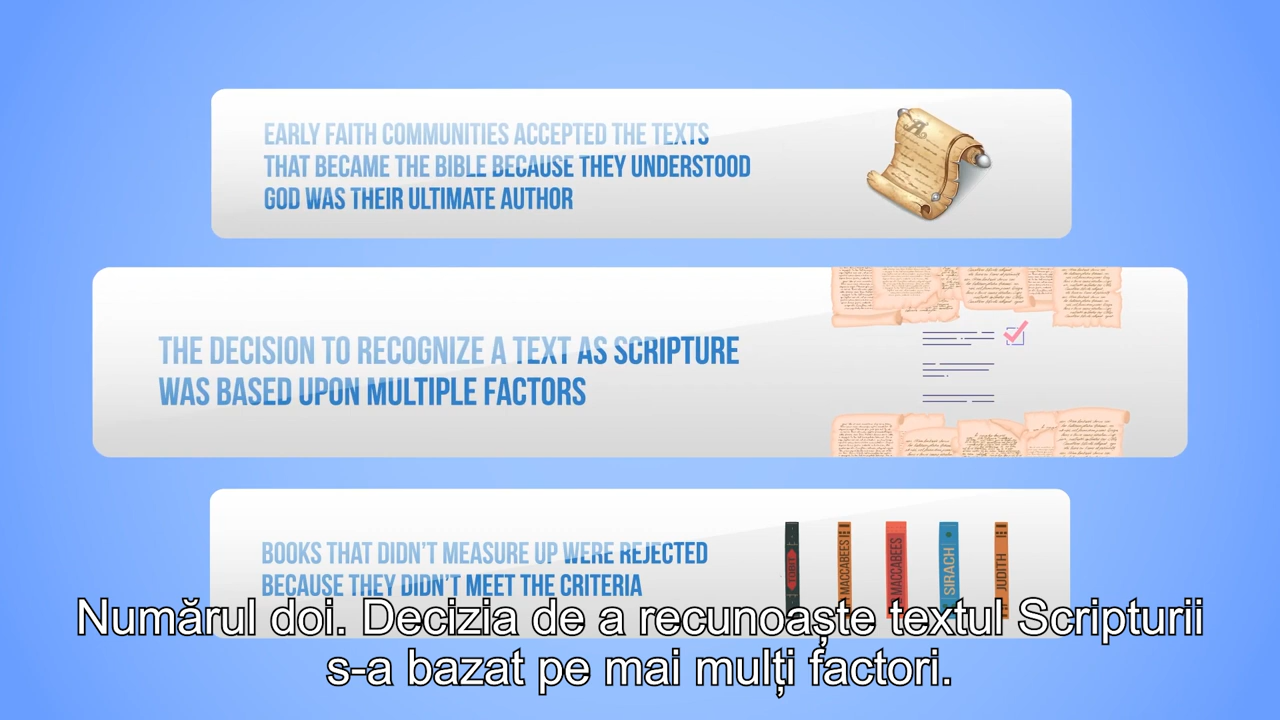 EARLY FAITH COMMUNITIES ACCEPTED THE TEXTS
THAT BECAME THE BIBLE BECAUSE THEY UNDERSTOOD
GOD WAS THEIR ULTIMATE AUTHOR
THE DECISION TO RECOGNIZE A TEXT AS SCRIPTURE
WAS BASED UPON MULTIPLE FACTORS
BOOKS THAT DIDN'T MEASURE UP WERE REJECTED
BECAUSE THEY DIDN'T MEET THE CRITERIA
TOBIT
MACCABEES
MACCABEES
SIRACH
JUDITH
Numărul doi. Decizia de a recunoaște textul Scripturii
s-a bazat pe mai mulți factori.